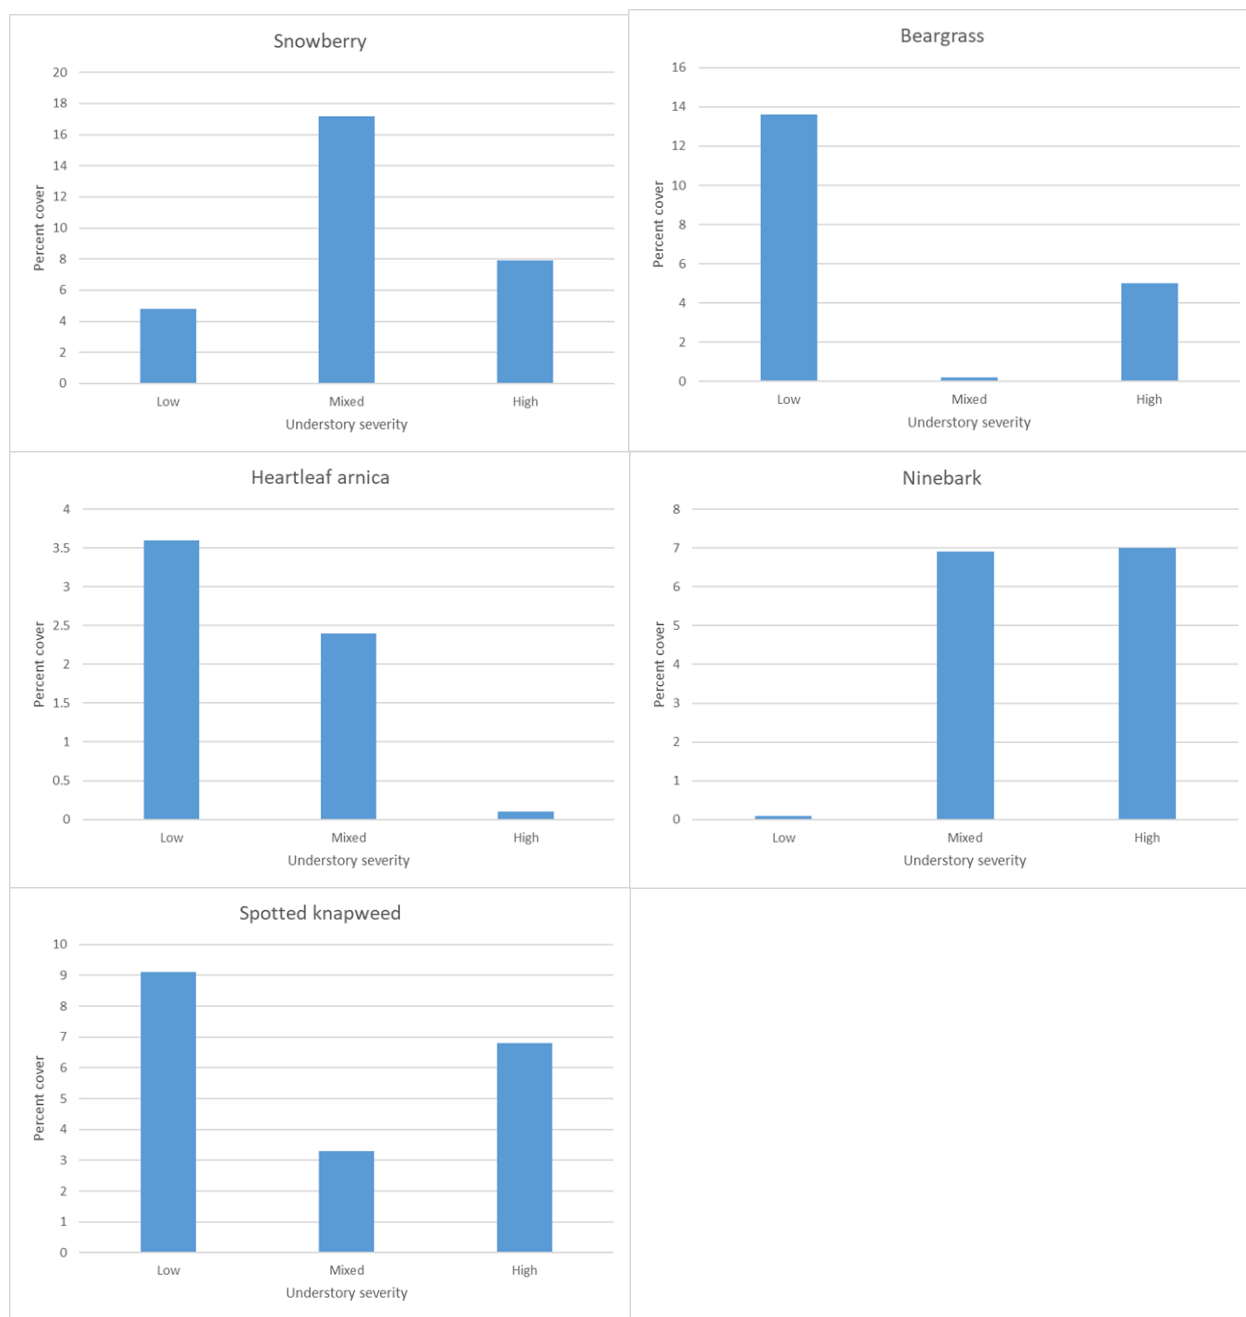 Snowberry
20
18
16
14
12
10
8
6
4
2
0
Percent cover
Low Mixed High
Understory severity
Beargrass
16
14
12
10
8
6
4
2
0
Percent cover
Low Mixed High
Understory severity
Heartleaf arnica
4
3.5
3
2.5
2
1.5
1
0.5
0
Percent cover
Low Mixed High
Understory severity
Ninebark
8
7
6
5
4
3
2
1
0
Percent cover
Low Mixed High
Understory severity
Spotted knapweed
10
9
8
7
6
5
4
3
2
1
0
Percent cover
Low Mixed High
Understory severity